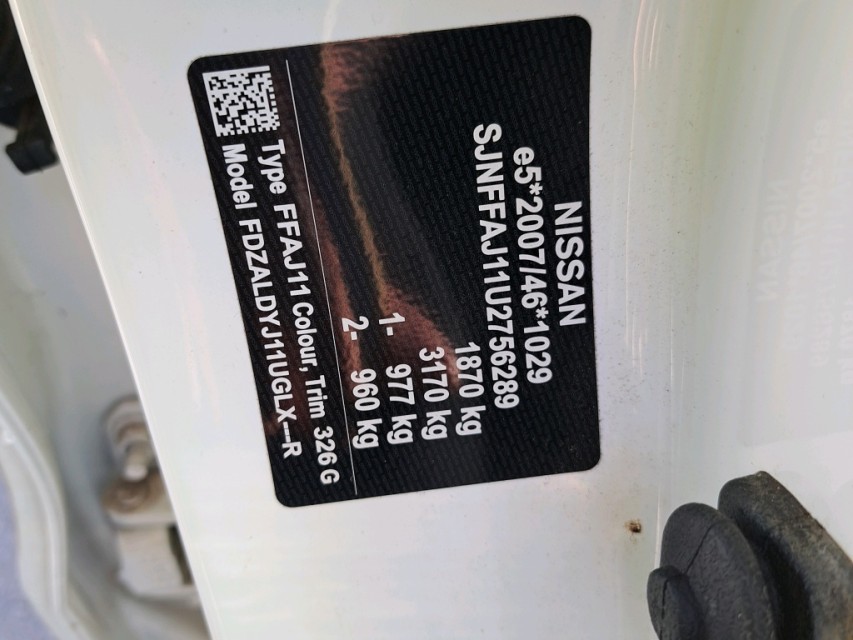 NISSAN
e5*2007/46*1029
SJNFFAJ11U2756289
1870 kg
3170 kg
1- 977 kg
2- 960 kg
Type FFAJ11 Colour, Trim 326 G
Model FDZALDYJ11UGLX---R